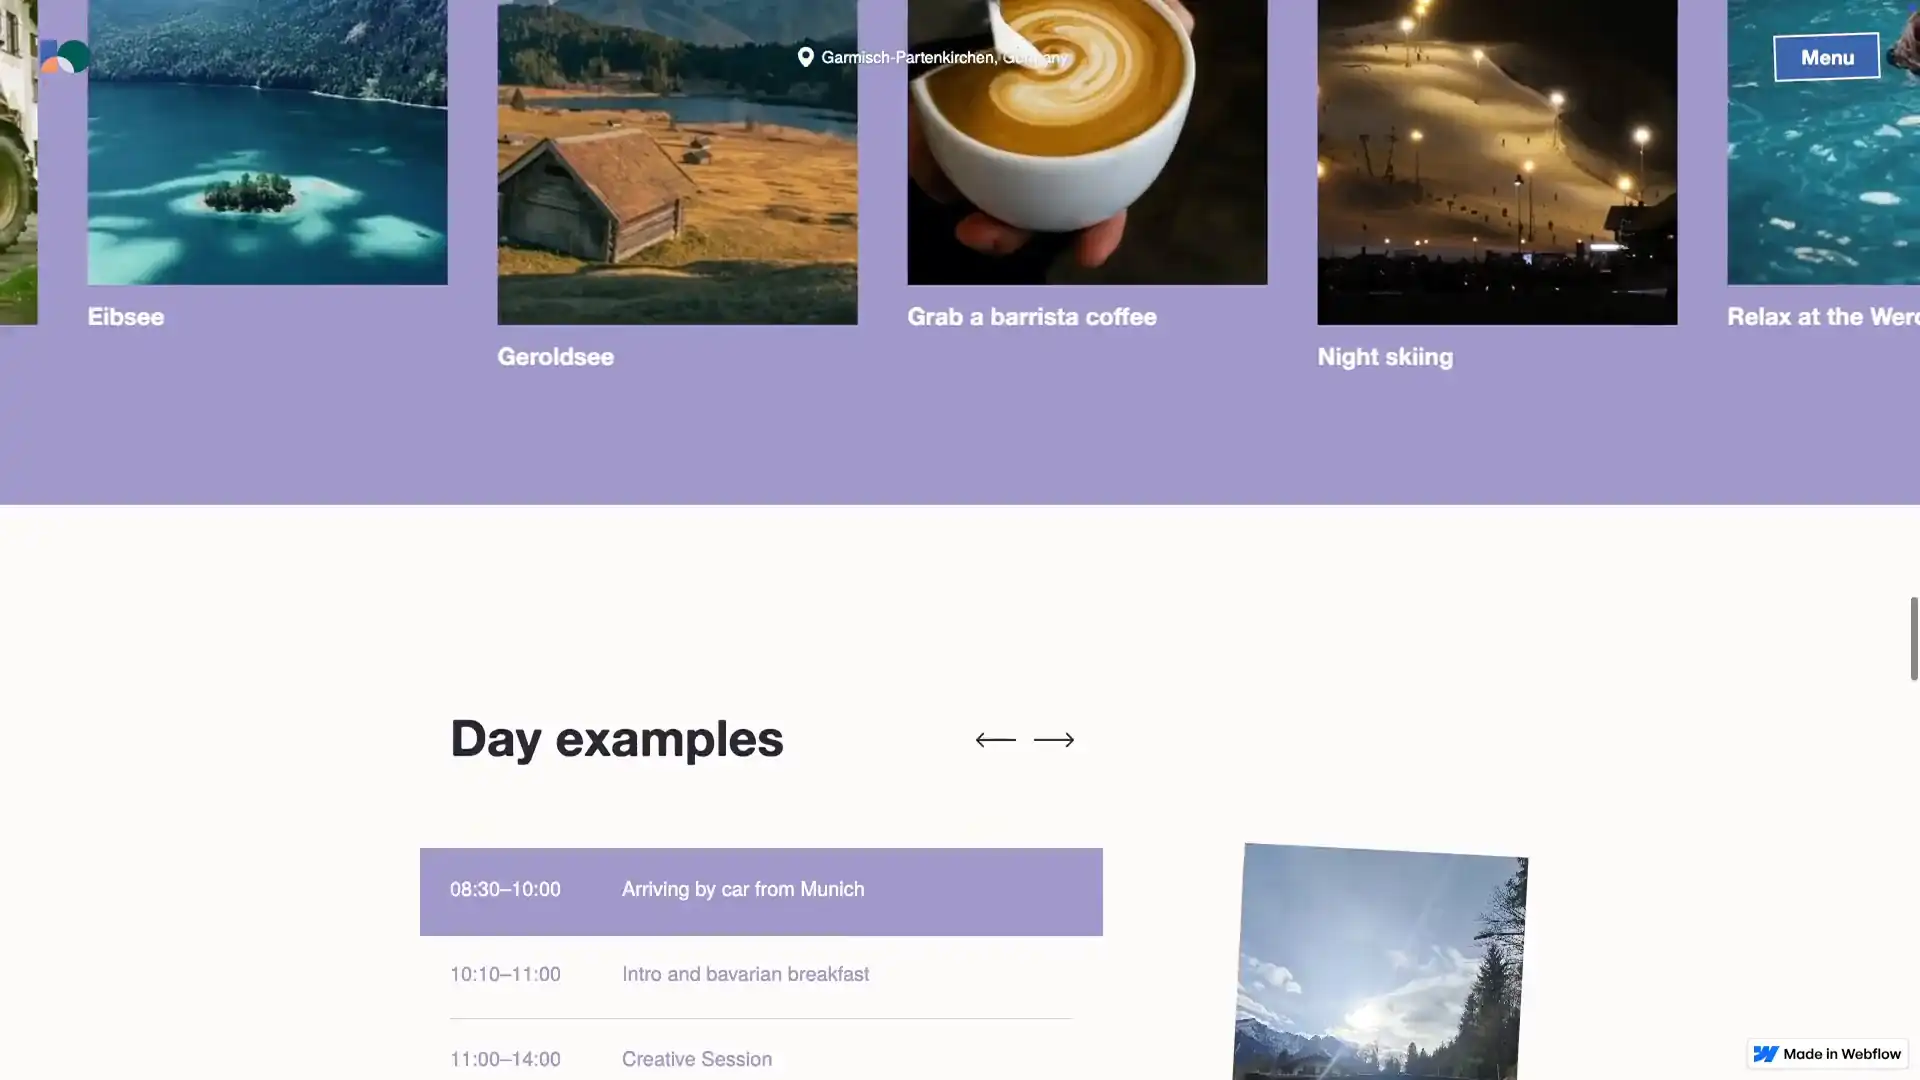 Garmisch-Partenkirchen, Germany
Menu
Eibsee
Geroldsee
Grab a barrista coffee
Night skiing
Relax at the
Day examples
08:30–10:00 Arriving by car from Munich
10:10–11:00 Intro and bavarian breakfast
11:00–14:00 Creative Session
Made in Webflow